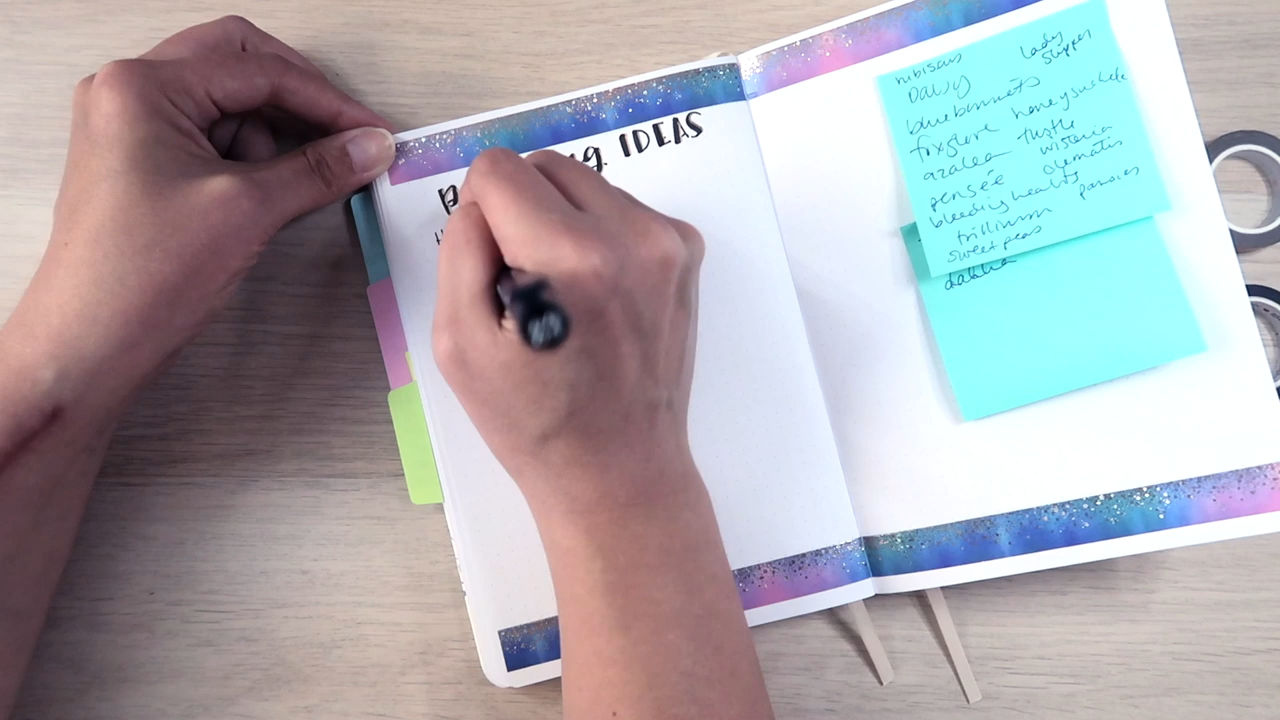 IDEAS
hibiscus
Daisy
lady slipper
bluebonnets
foxglove honeysuckle
azalea thistle
pensée wisteria
clematis
bleeding hearts pansies
trillium
sweet peas
dahlia